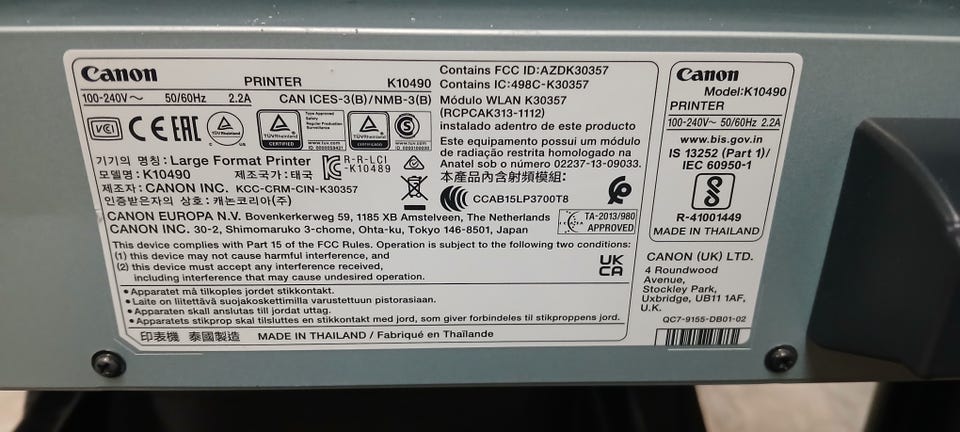 Canon
PRINTER K10490
100-240V～ 50/60Hz 2.2A CAN ICES-3(B)/NMB-3(B)
VCI CE EAC TÜVRheinland TÜVRheinland CERTIFIED
기기의 명칭: Large Format Printer
모델명: K10490 제조국가: 태국
R-R-LCI
-K10489
제조자: CANON INC. KCC-CRM-CIN-K30357
인증받은자의 상호: 캐논코리아(주)
CANON EUROPA N.V. Bovenkerkerweg 59, 1185 XB Amstelveen, The Netherlands
CANON INC. 30-2, Shimomaruko 3-chome, Ohta-ku, Tokyo 146-8501, Japan
This device complies with Part 15 of the FCC Rules. Operation is subject to the following two conditions:
(1) this device may not cause harmful interference, and
(2) this device must accept any interference received,
including interference that may cause undesired operation.
• Apparatet må tilkoples jordet stikkontakt.
• Laite on liitettävä suojakoskettimilla varustettuun pistorasiaan.
• Apparaten skall anslutas till jordat uttag.
• Apparatets stikprop skal tilsluttes en stikkontakt med jord, som giver forbindelse til stikproppens jord.
印表機 泰國製造 MADE IN THAILAND / Fabriqué en Thaïlande
Contains FCC ID:AZDK30357
Contains IC:498C-K30357
Módulo WLAN K30357
(RCPCAK313-1112)
instalado adentro de este producto
Este equipamento possui um módulo
de radiação restrita homologado na
Anatel sob o número 02237-13-09033.
本產品內含射頻模組:
CCAB15LP3700T8
TA-2013/980
APPROVED
UK
CA
Canon
Model:K10490
PRINTER
100-240V～ 50/60Hz 2.2A
www.bis.gov.in
IS 13252 (Part 1)/
IEC 60950-1
R-41001449
MADE IN THAILAND
CANON (UK) LTD.
4 Roundwood
Avenue,
Stockley Park,
Uxbridge, UB11 1AF,
U.K.
QC7-9155-DB01-02